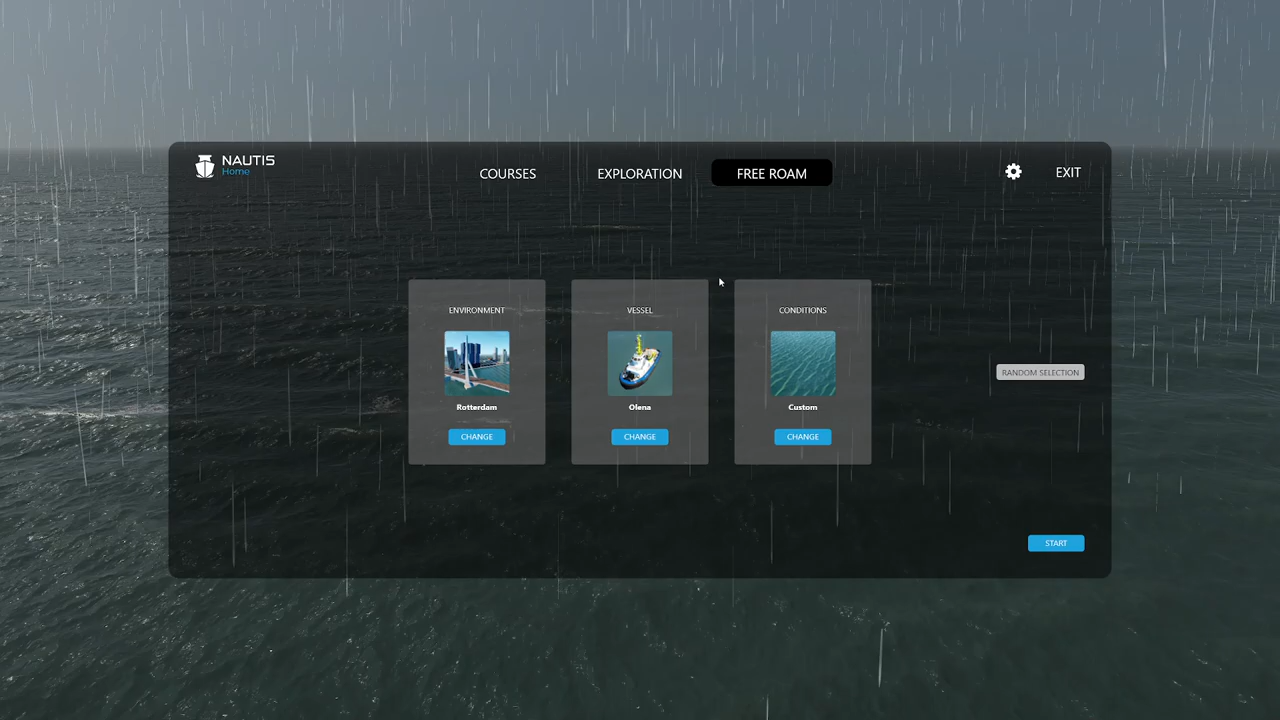 NAUTIS
Home
COURSES
EXPLORATION
FREE ROAM
EXIT
ENVIRONMENT
Rotterdam
CHANGE
VESSEL
Olena
CHANGE
CONDITIONS
Custom
CHANGE
RANDOM SELECTION
START